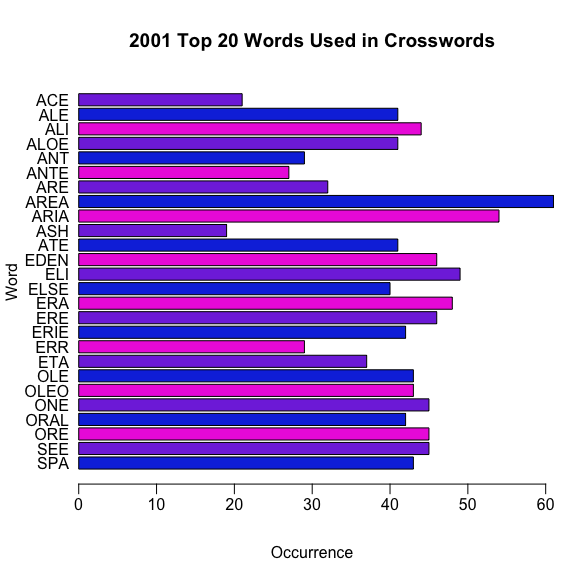 2001 Top 20 Words Used in Crosswords
ACE
ALE
ALI
ALOE
ANT
ANTE
ARE
AREA
ARIA
ASH
ATE
EDEN
ELI
ELSE
ERA
ERE
ERIE
ERR
ETA
OLE
OLEO
ONE
ORAL
ORE
SEE
SPA
Word
0 10 20 30 40 50 60
Occurrence